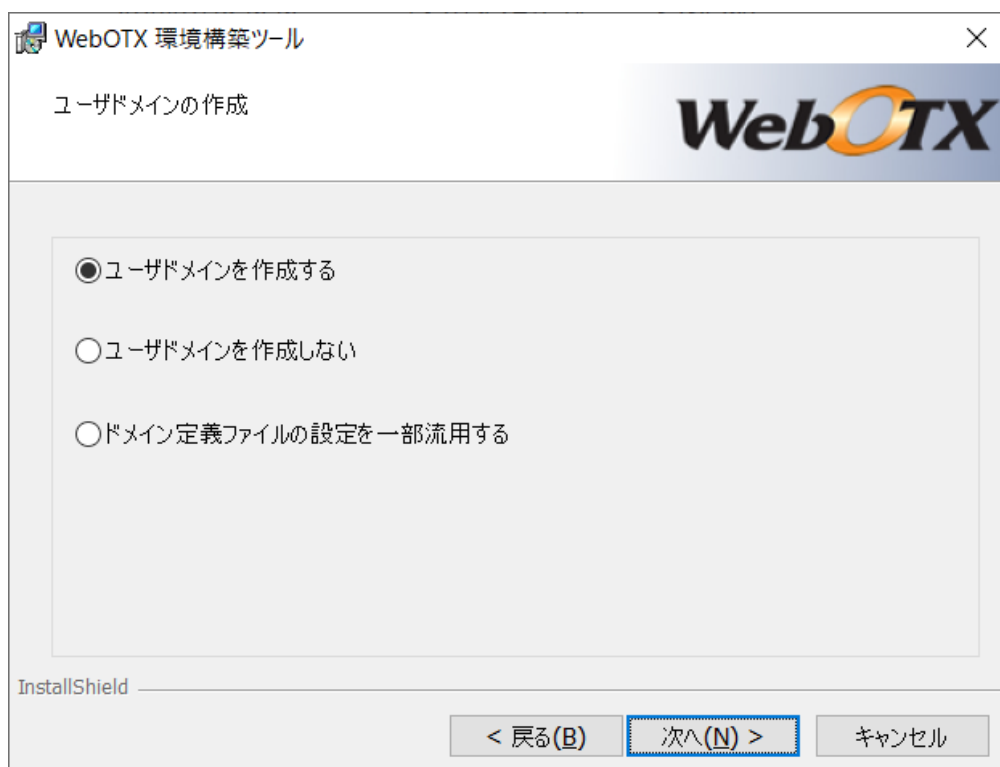 WebOTX 環境構築ツール
ユーザドメインの作成
WebOTX
ユーザドメインを作成する
ユーザドメインを作成しない
ドメイン定義ファイルの設定を一部流用する
InstallShield
< 戻る(B)
次へ(N) >
キャンセル